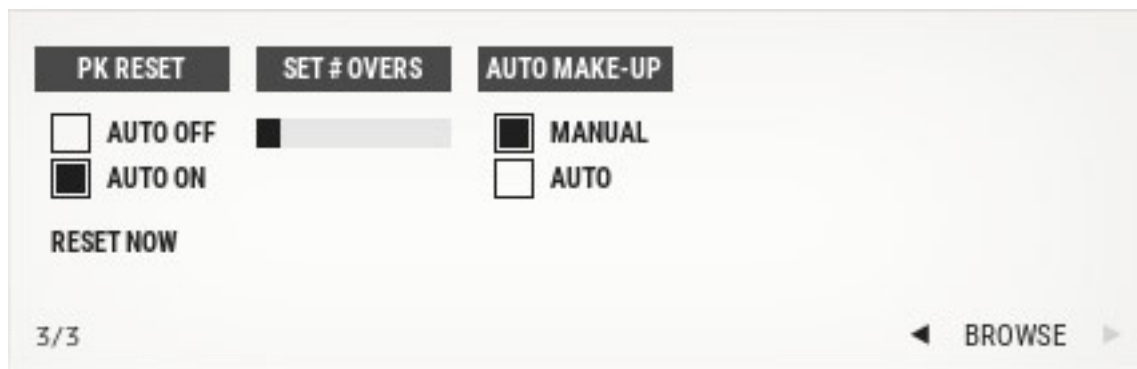 PK RESET SET # OVERS AUTO MAKE-UP
AUTO OFF MANUAL
AUTO ON AUTO
RESET NOW
3/3 BROWSE